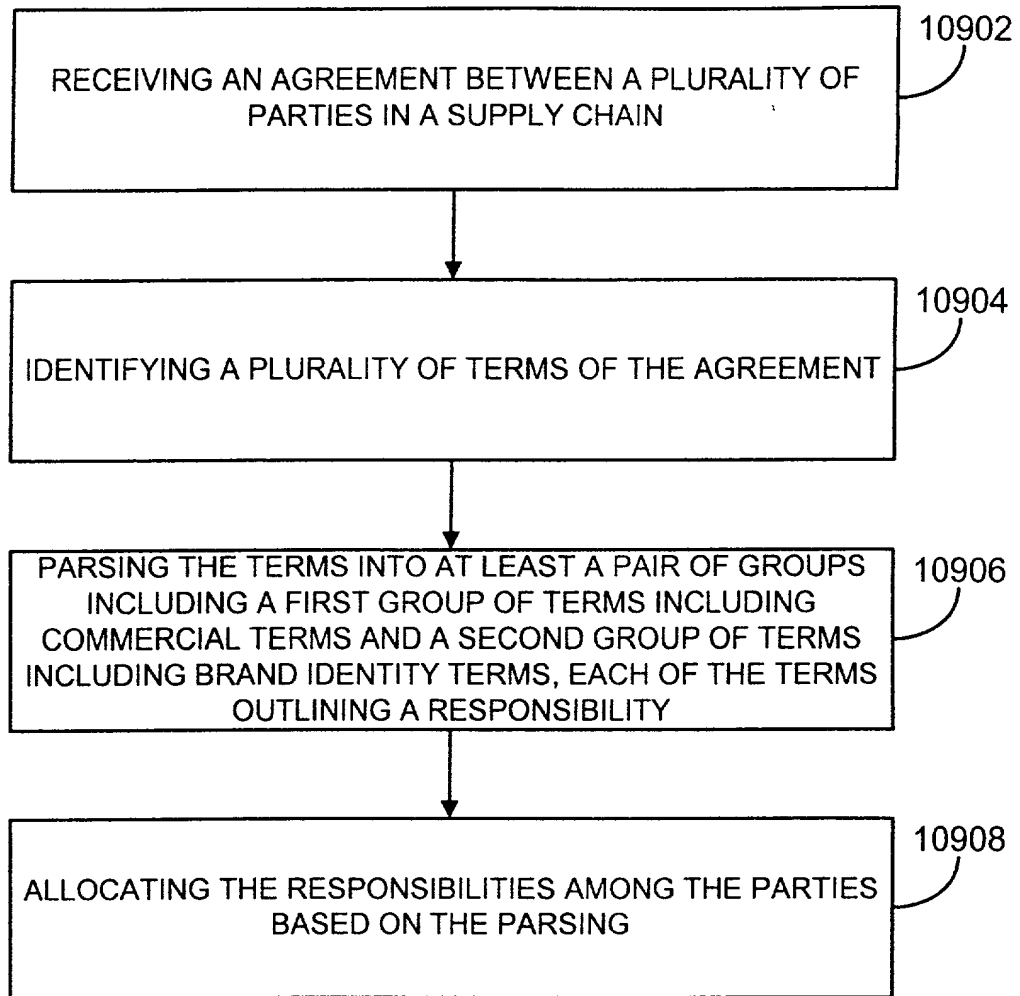 10902
RECEIVING AN AGREEMENT BETWEEN A PLURALITY OF
PARTIES IN A SUPPLY CHAIN
10904
IDENTIFYING A PLURALITY OF TERMS OF THE AGREEMENT
10906
PARSING THE TERMS INTO AT LEAST A PAIR OF GROUPS
INCLUDING A FIRST GROUP OF TERMS INCLUDING
COMMERCIAL TERMS AND A SECOND GROUP OF TERMS
INCLUDING BRAND IDENTITY TERMS, EACH OF THE TERMS
OUTLINING A RESPONSIBILITY
10908
ALLOCATING THE RESPONSIBILITIES AMONG THE PARTIES
BASED ON THE PARSING